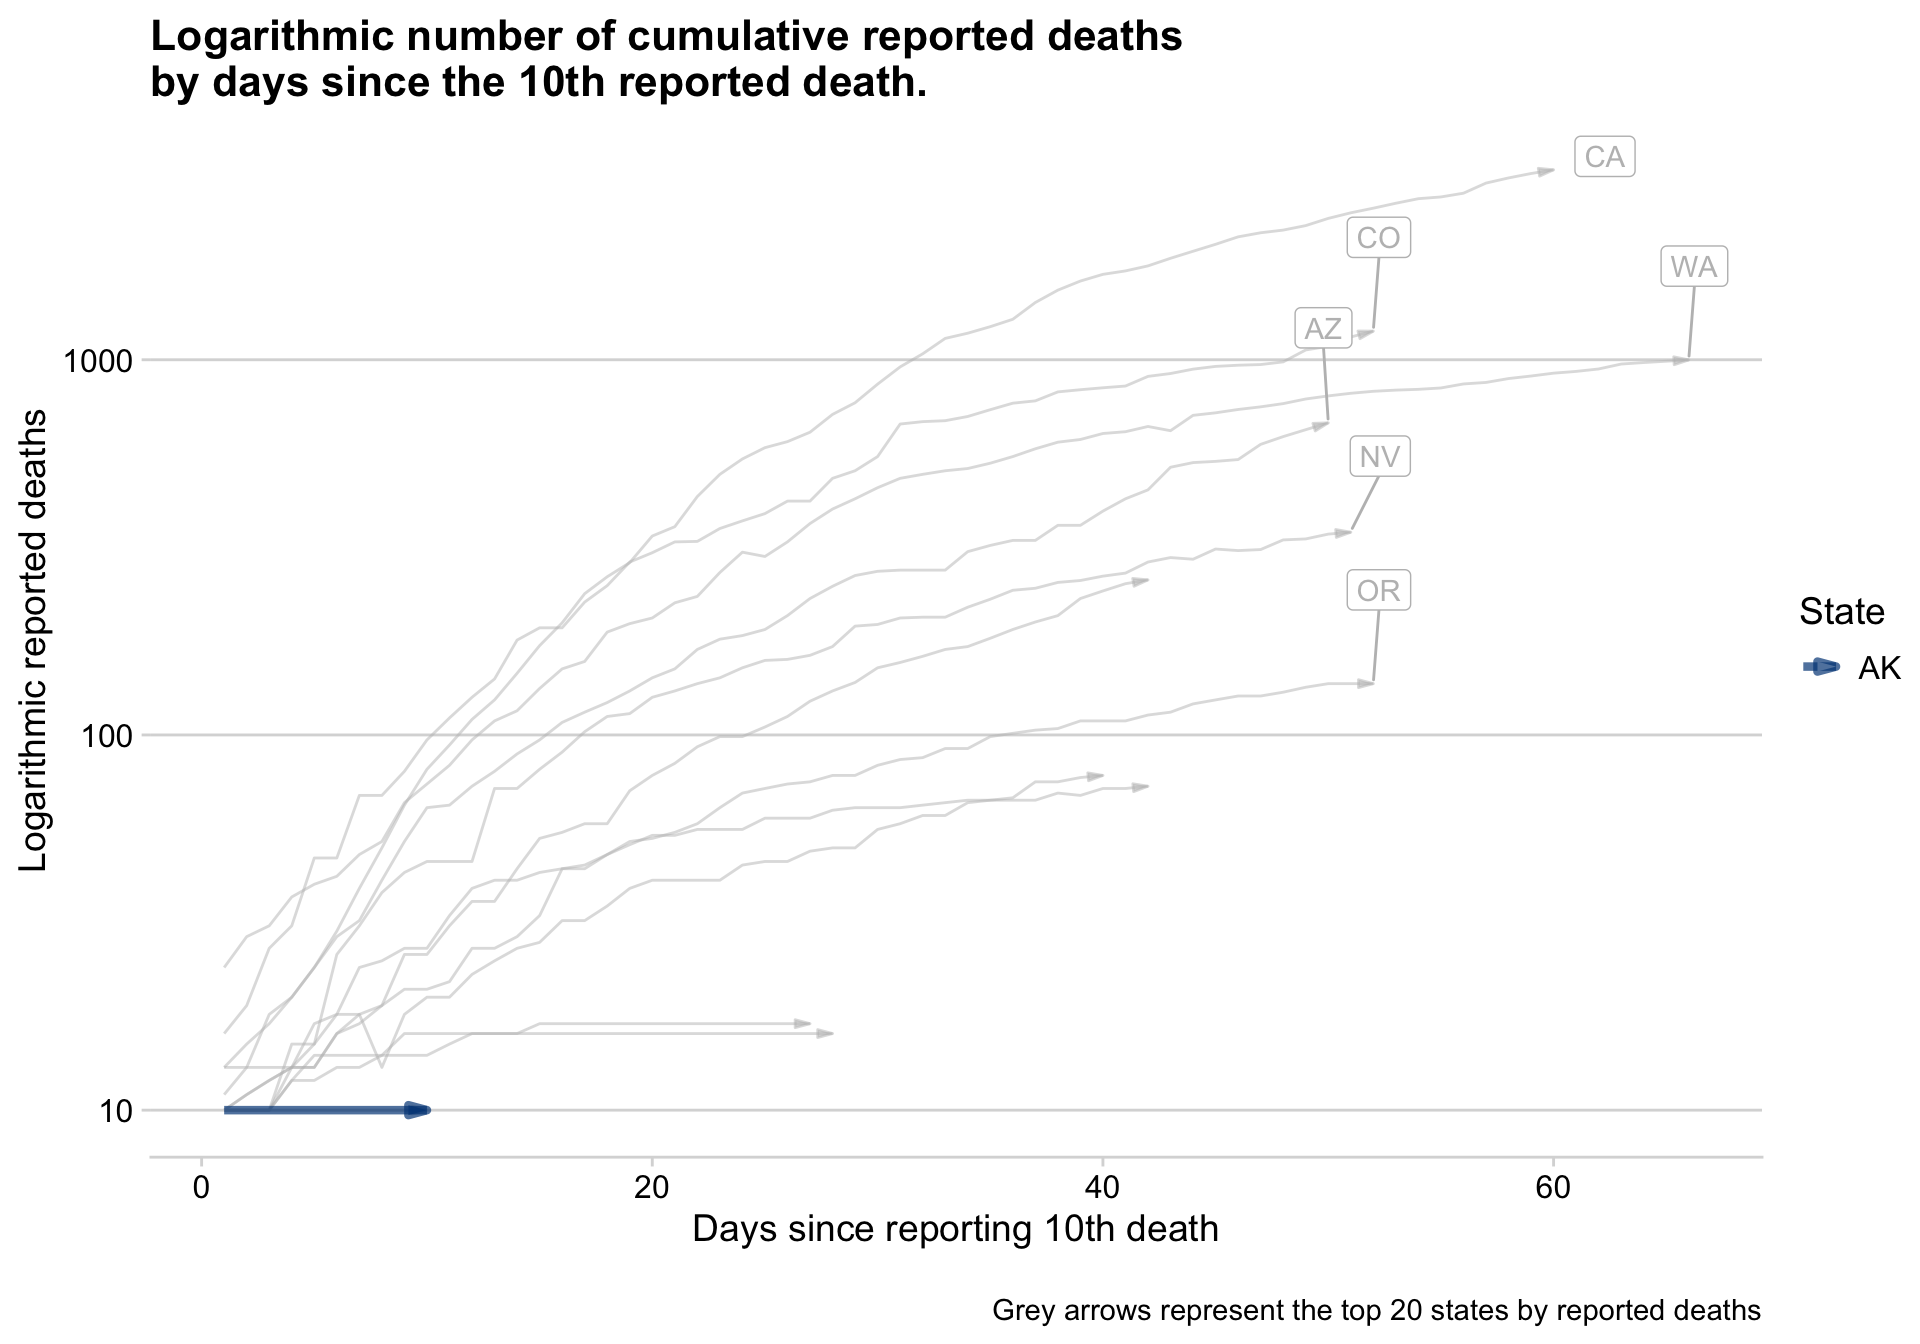 Logarithmic number of cumulative reported deaths
by days since the 10th reported death.
CA
CO
WA
AZ
1000
NV
OR
Logarithmic reported deaths
State
AK
100
10
0 20 40 60
Days since reporting 10th death
Grey arrows represent the top 20 states by reported deaths